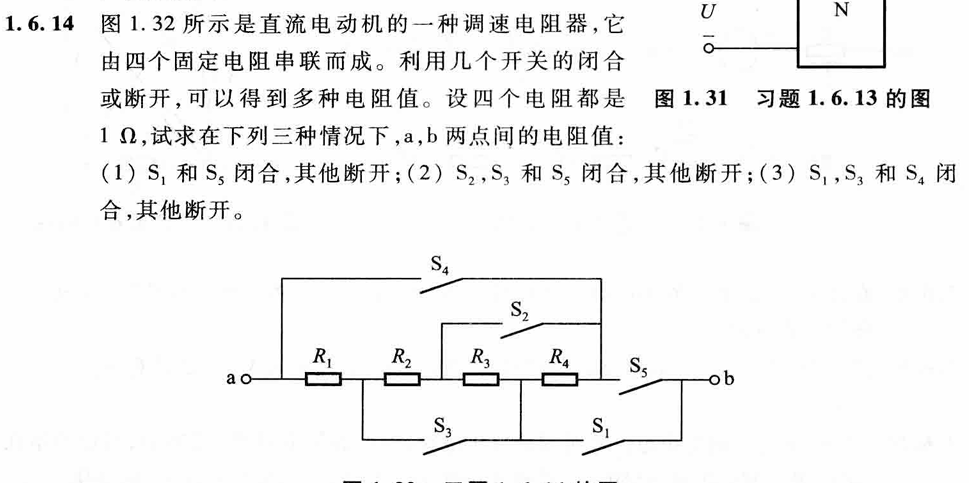 U
N
−
1.6.14 图 1.32 所示是直流电动机的一种调速电阻器,它
由四个固定电阻串联而成。利用几个开关的闭合
或断开,可以得到多种电阻值。设四个电阻都是
图 1.31 习题 1.6.13 的图
1 Ω,试求在下列三种情况下,a,b 两点间的电阻值:
(1) S₁ 和 S₅ 闭合,其他断开;(2) S₂,S₃ 和 S₅ 闭合,其他断开;(3) S₁,S₃ 和 S₄ 闭
合,其他断开。
S₄
S₂
R₁ R₂ R₃ R₄ S₅
a b
S₃ S₁